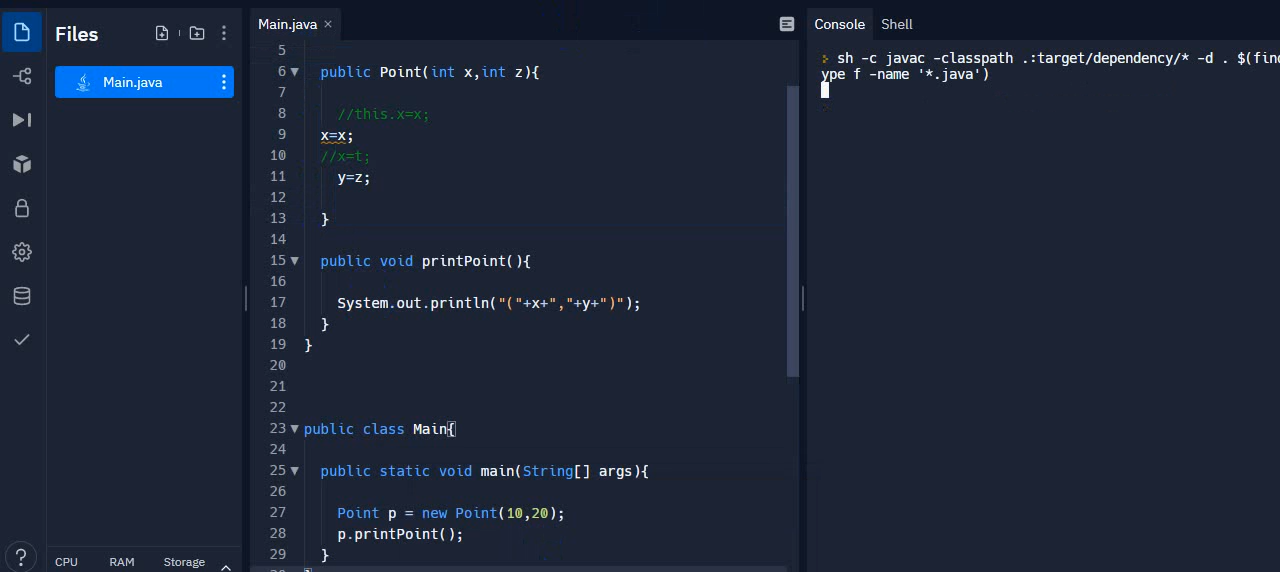 Files
Main.java
CPU RAM Storage
Main.java ×
5
6 public Point(int x,int z){
7
8 //this.x=x;
9 x=x;
10 //x=t;
11 y=z;
12
13 }
14
15 public void printPoint(){
16
17 System.out.println("("+x+","+y+")");
18 }
19 }
20
21
22
23 public class Main{
24
25 public static void main(String[] args){
26
27 Point p = new Point(10,20);
28 p.printPoint();
29 }
Console Shell
sh -c javac -classpath .:target/dependency/* -d . $(find
ype f -name '*.java')